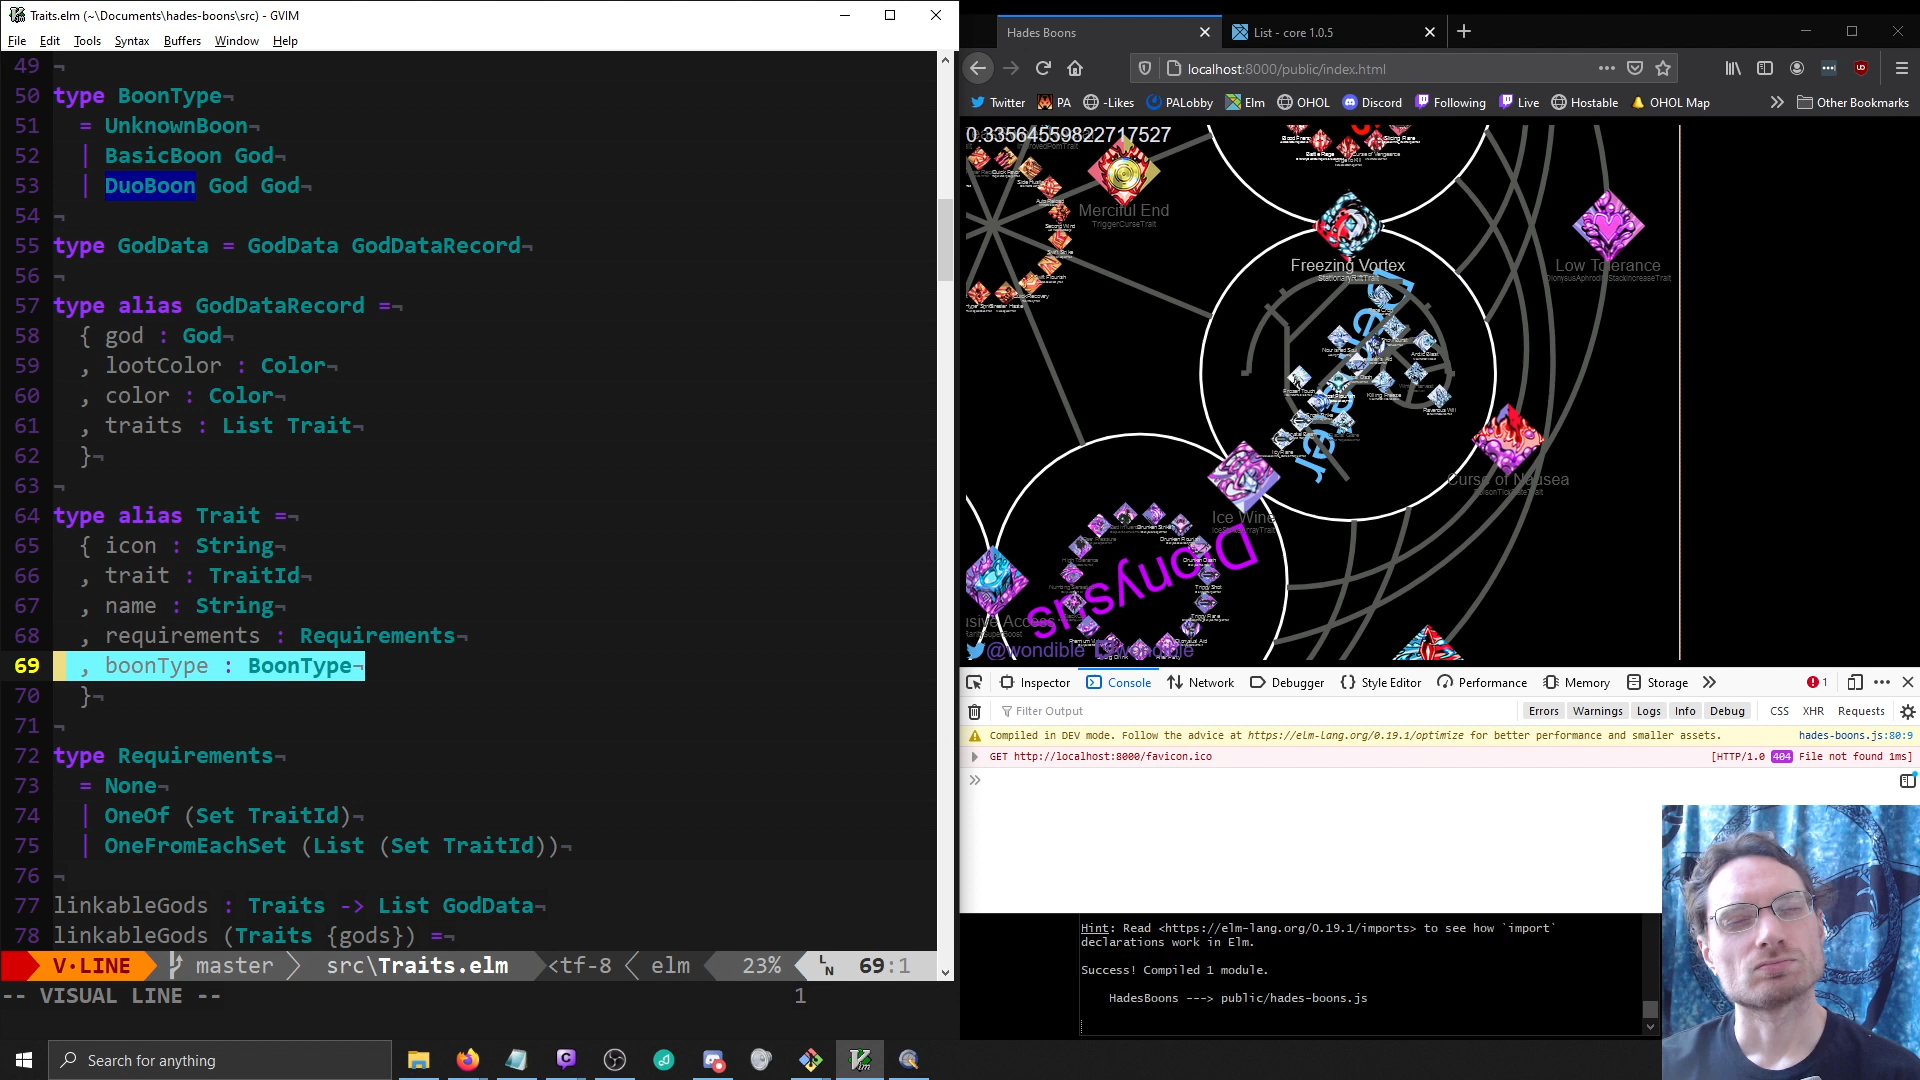 Traits.elm (~\Documents\hades-boons\src) - GVIM
File Edit Tools Syntax Buffers Window Help
49 ¬
50 type BoonType¬
51 = UnknownBoon¬
52 | BasicBoon God¬
53 | DuoBoon God God¬
54 ¬
55 type GodData = GodData GodDataRecord¬
56 ¬
57 type alias GodDataRecord =¬
58 { god : God¬
59 , lootColor : Color¬
60 , color : Color¬
61 , traits : List Trait¬
62 }¬
63 ¬
64 type alias Trait =¬
65 { icon : String¬
66 , trait : TraitId¬
67 , name : String¬
68 , requirements : Requirements¬
69 , boonType : BoonType¬
70 }¬
71 ¬
72 type Requirements¬
73 = None¬
74 | OneOf (Set TraitId)¬
75 | OneFromEachSet (List (Set TraitId))¬
76 ¬
77 linkableGods : Traits -> List GodData¬
78 linkableGods (Traits {gods}) =¬
V·LINE master src\Traits.elm <tf-8 elm 23% LN 69:1
-- VISUAL LINE -- 1
Search for anything
Hades Boons
List - core 1.0.5
localhost:8000/public/index.html
Twitter PA -Likes PALobby Elm OHOL Discord Following Live Hostable OHOL Map Other Bookmarks
0.33564559822717527
Merciful End
TriggerCurseTrait
Freezing Vortex
StationaryRiftTrait
Low Tolerance
DionysusAphroditeStackIncreaseTrait
Curse of Nausea
PoisonTickRateTrait
Ice Wine
Dionysus
usive Access
@wondible
Inspector Console Network Debugger Style Editor Performance Memory Storage 1
Filter Output Errors Warnings Logs Info Debug CSS XHR Requests
Compiled in DEV mode. Follow the advice at https://elm-lang.org/0.19.1/optimize for better performance and smaller assets. hades-boons.js:80:9
GET http://localhost:8000/favicon.ico [HTTP/1.0 404 File not found 1ms]
Hint: Read <https://elm-lang.org/0.19.1/imports> to see how `import`
declarations work in Elm.
Success! Compiled 1 module.
HadesBoons ---> public/hades-boons.js